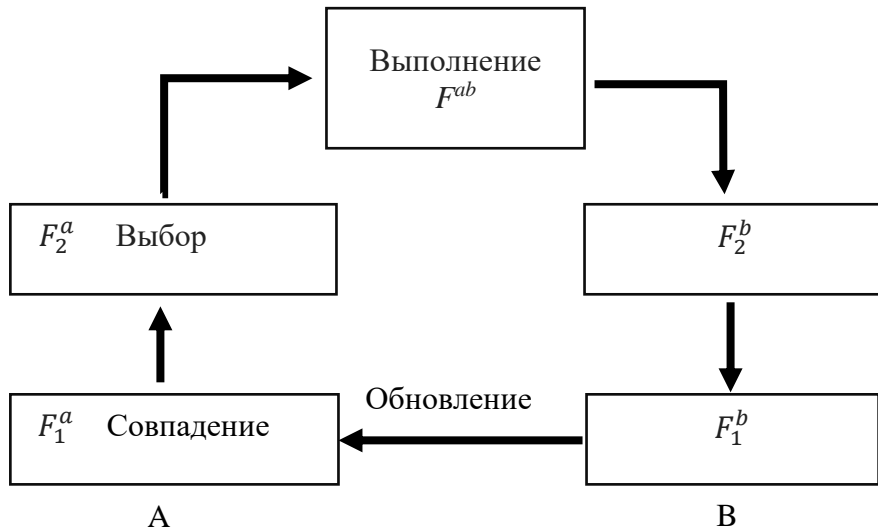 Выполнение
F^{ab}
F_2^a Выбор
F_2^b
Обновление
F_1^a Совпадение
F_1^b
A
B